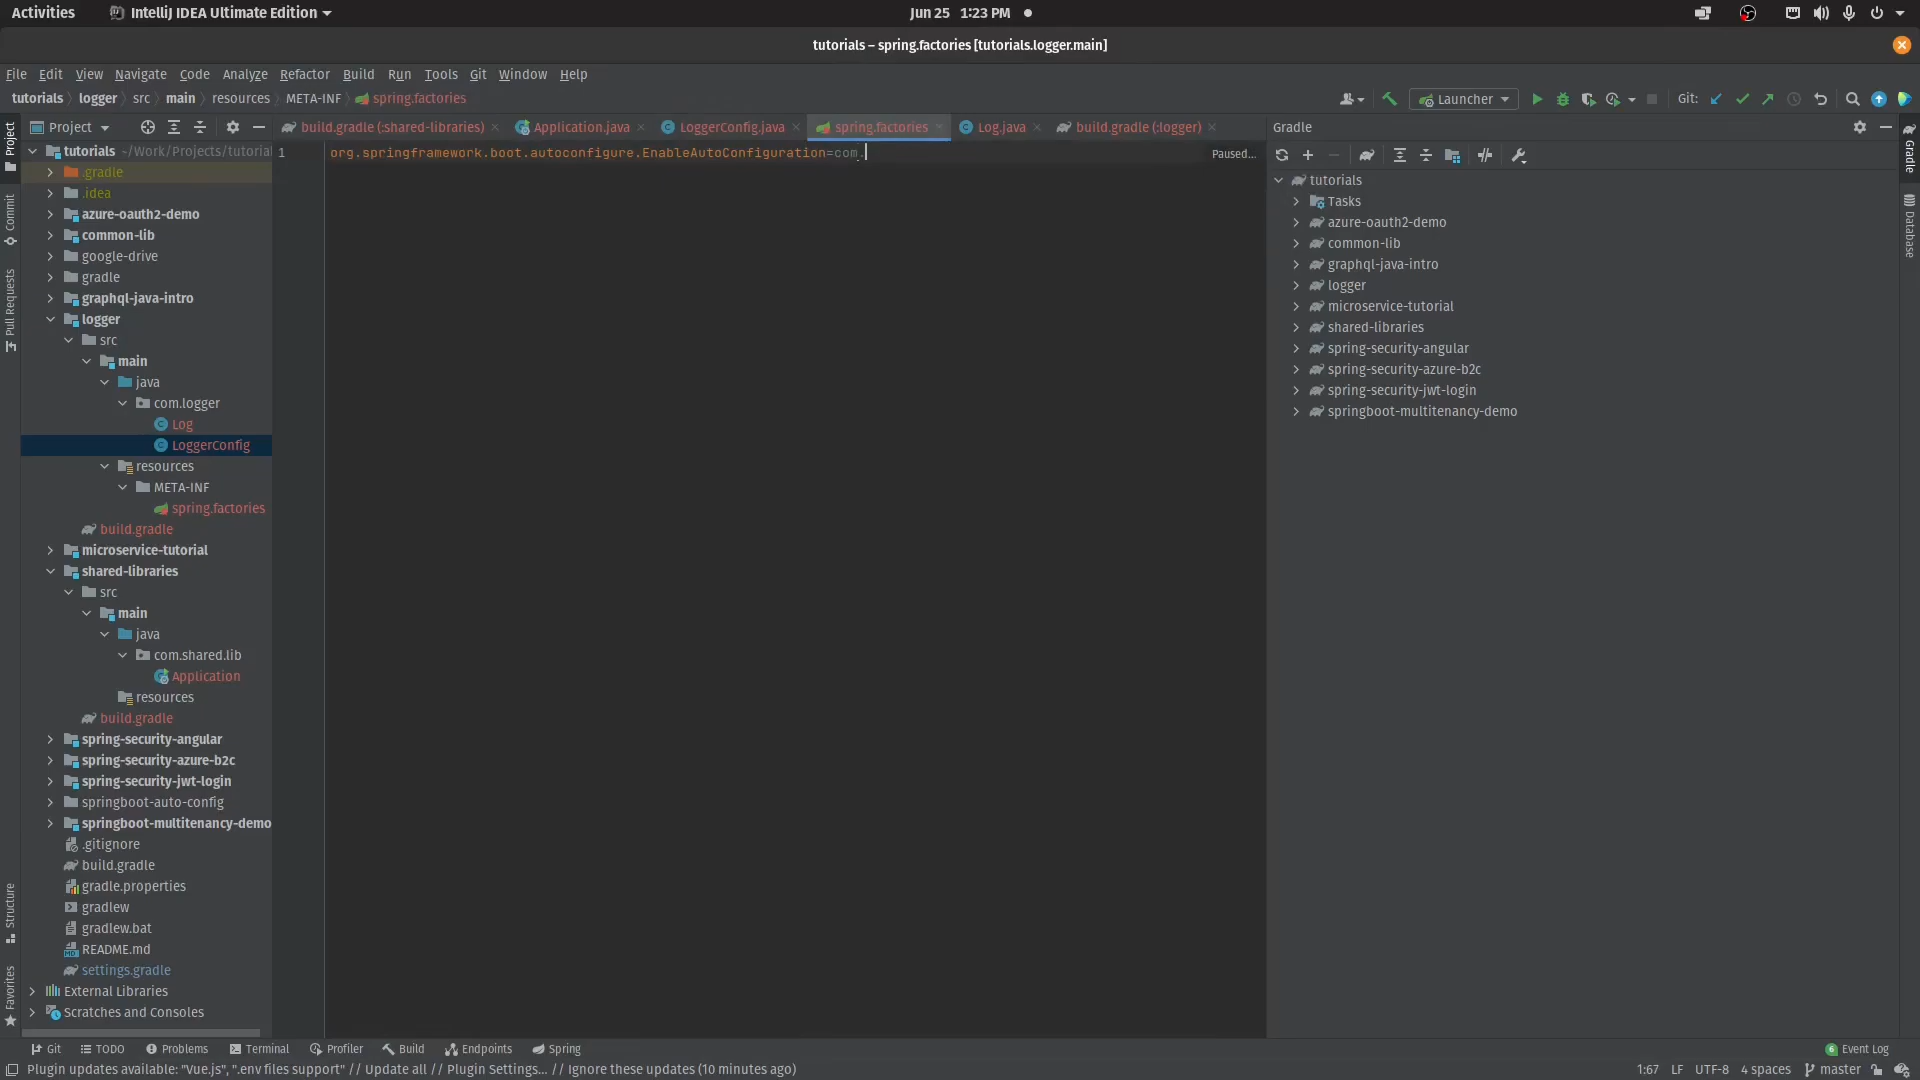 Activities
IntelliJ IDEA Ultimate Edition
Jun 25 1:23 PM
tutorials – spring.factories [tutorials.logger.main]
File Edit View Navigate Code Analyze Refactor Build Run Tools Git Window Help
tutorials logger src main resources META-INF spring.factories
Launcher
Git:
Project
build.gradle (:shared-libraries)
Application.java
LoggerConfig.java
spring.factories
Log.java
build.gradle (:logger)
Gradle
1
org.springframework.boot.autoconfigure.EnableAutoConfiguration=com.
Paused...
tutorials ~/Work/Projects/tutorial
.gradle
.idea
azure-oauth2-demo
common-lib
google-drive
gradle
graphql-java-intro
logger
src
main
java
com.logger
Log
LoggerConfig
resources
META-INF
spring.factories
build.gradle
microservice-tutorial
shared-libraries
src
main
java
com.shared.lib
Application
resources
build.gradle
spring-security-angular
spring-security-azure-b2c
spring-security-jwt-login
springboot-auto-config
springboot-multitenancy-demo
.gitignore
build.gradle
gradle.properties
gradlew
gradlew.bat
README.md
settings.gradle
External Libraries
Scratches and Consoles
tutorials
Tasks
azure-oauth2-demo
common-lib
graphql-java-intro
logger
microservice-tutorial
shared-libraries
spring-security-angular
spring-security-azure-b2c
spring-security-jwt-login
springboot-multitenancy-demo
Project
Commit
Pull Requests
Structure
Favorites
Gradle
Database
Git TODO Problems Terminal Profiler Build Endpoints Spring
6 Event Log
Plugin updates available: "Vue.js", ".env files support" // Update all // Plugin Settings... // Ignore these updates (10 minutes ago)
1:67 LF UTF-8 4 spaces master